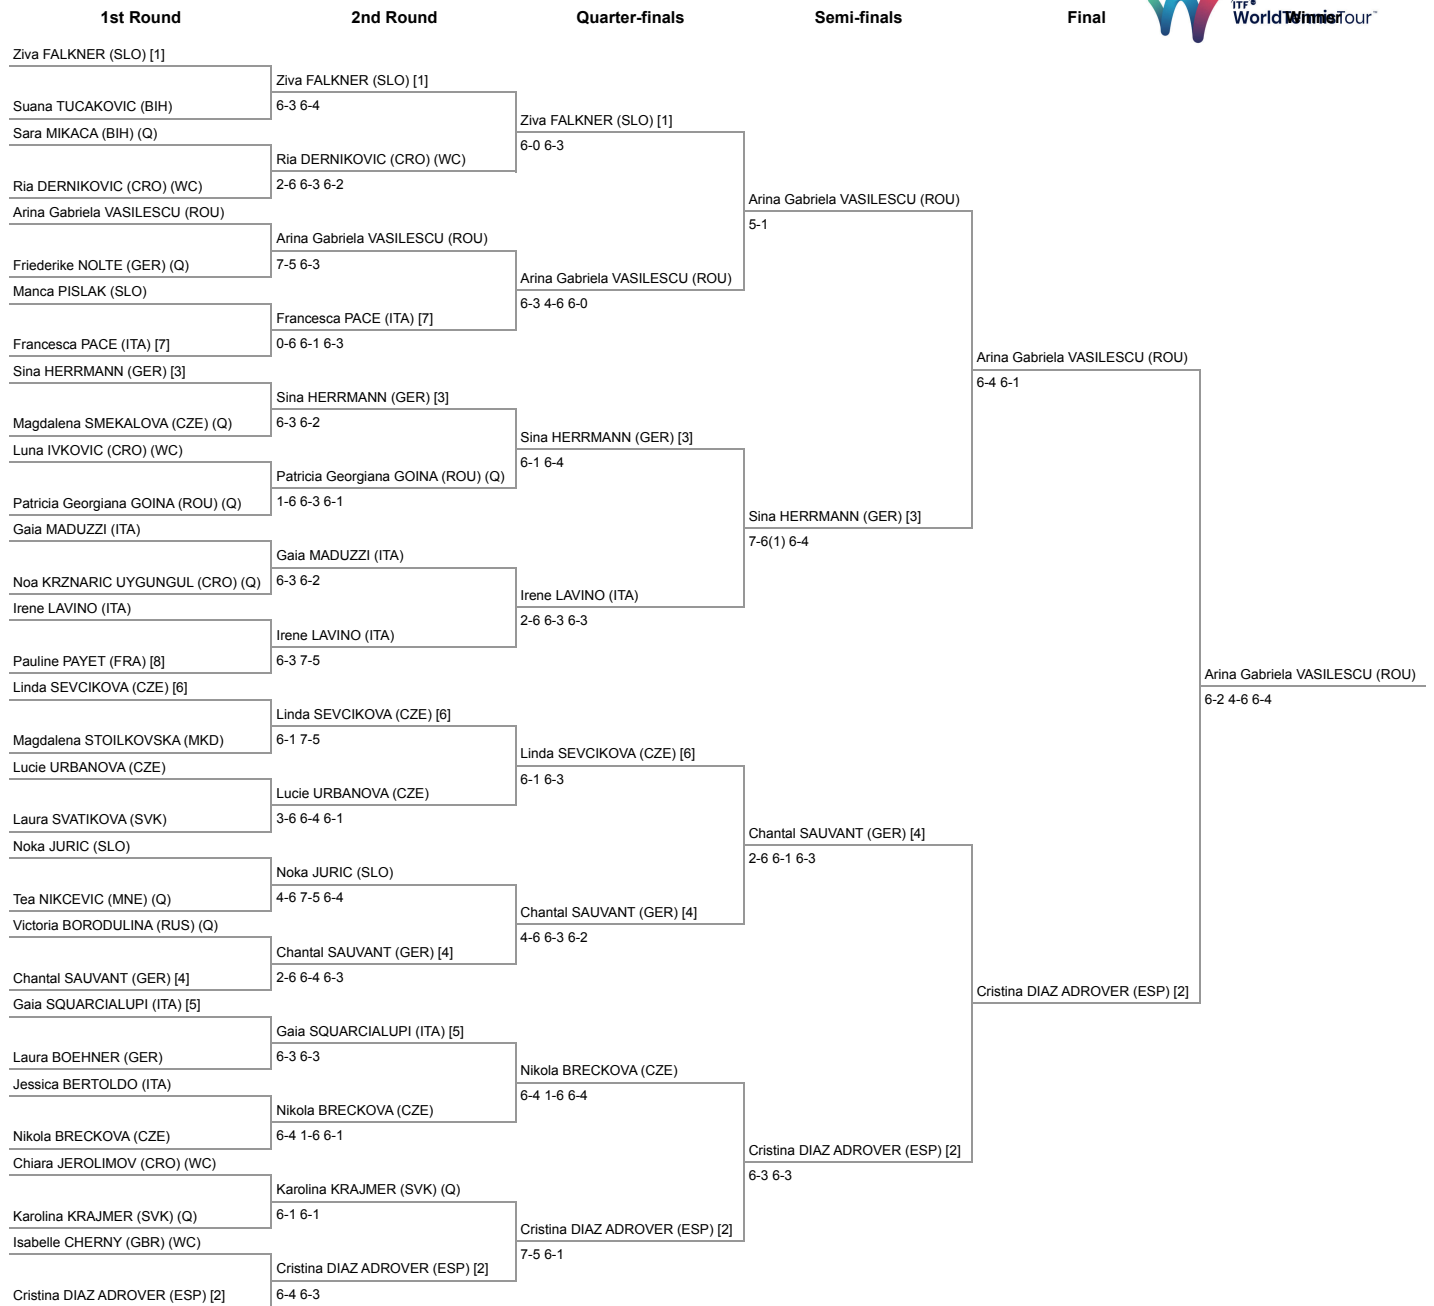 1st Round
2nd Round
Quarter-finals
Semi-finals
Final
ITF®
World Tennis Tour™
Winner
Ziva FALKNER (SLO) [1]
Suana TUCAKOVIC (BIH)
Sara MIKACA (BIH) (Q)
Ria DERNIKOVIC (CRO) (WC)
Arina Gabriela VASILESCU (ROU)
Friederike NOLTE (GER) (Q)
Manca PISLAK (SLO)
Francesca PACE (ITA) [7]
Sina HERRMANN (GER) [3]
Magdalena SMEKALOVA (CZE) (Q)
Luna IVKOVIC (CRO) (WC)
Patricia Georgiana GOINA (ROU) (Q)
Gaia MADUZZI (ITA)
Noa KRZNARIC UYGUNGUL (CRO) (Q)
Irene LAVINO (ITA)
Pauline PAYET (FRA) [8]
Linda SEVCIKOVA (CZE) [6]
Magdalena STOILKOVSKA (MKD)
Lucie URBANOVA (CZE)
Laura SVATIKOVA (SVK)
Noka JURIC (SLO)
Tea NIKCEVIC (MNE) (Q)
Victoria BORODULINA (RUS) (Q)
Chantal SAUVANT (GER) [4]
Gaia SQUARCIALUPI (ITA) [5]
Laura BOEHNER (GER)
Jessica BERTOLDO (ITA)
Nikola BRECKOVA (CZE)
Chiara JEROLIMOV (CRO) (WC)
Karolina KRAJMER (SVK) (Q)
Isabelle CHERNY (GBR) (WC)
Cristina DIAZ ADROVER (ESP) [2]
Ziva FALKNER (SLO) [1]
6-3 6-4
Ria DERNIKOVIC (CRO) (WC)
2-6 6-3 6-2
Arina Gabriela VASILESCU (ROU)
7-5 6-3
Francesca PACE (ITA) [7]
0-6 6-1 6-3
Sina HERRMANN (GER) [3]
6-3 6-2
Patricia Georgiana GOINA (ROU) (Q)
1-6 6-3 6-1
Gaia MADUZZI (ITA)
6-3 6-2
Irene LAVINO (ITA)
6-3 7-5
Linda SEVCIKOVA (CZE) [6]
6-1 7-5
Lucie URBANOVA (CZE)
3-6 6-4 6-1
Noka JURIC (SLO)
4-6 7-5 6-4
Chantal SAUVANT (GER) [4]
2-6 6-4 6-3
Gaia SQUARCIALUPI (ITA) [5]
6-3 6-3
Nikola BRECKOVA (CZE)
6-4 1-6 6-1
Karolina KRAJMER (SVK) (Q)
6-1 6-1
Cristina DIAZ ADROVER (ESP) [2]
6-4 6-3
Ziva FALKNER (SLO) [1]
6-0 6-3
Arina Gabriela VASILESCU (ROU)
6-3 4-6 6-0
Sina HERRMANN (GER) [3]
6-1 6-4
Irene LAVINO (ITA)
2-6 6-3 6-3
Linda SEVCIKOVA (CZE) [6]
6-1 6-3
Chantal SAUVANT (GER) [4]
4-6 6-3 6-2
Nikola BRECKOVA (CZE)
6-4 1-6 6-4
Cristina DIAZ ADROVER (ESP) [2]
7-5 6-1
Arina Gabriela VASILESCU (ROU)
5-1
Sina HERRMANN (GER) [3]
7-6(1) 6-4
Chantal SAUVANT (GER) [4]
2-6 6-1 6-3
Cristina DIAZ ADROVER (ESP) [2]
6-3 6-3
Arina Gabriela VASILESCU (ROU)
6-4 6-1
Cristina DIAZ ADROVER (ESP) [2]
Arina Gabriela VASILESCU (ROU)
6-2 4-6 6-4